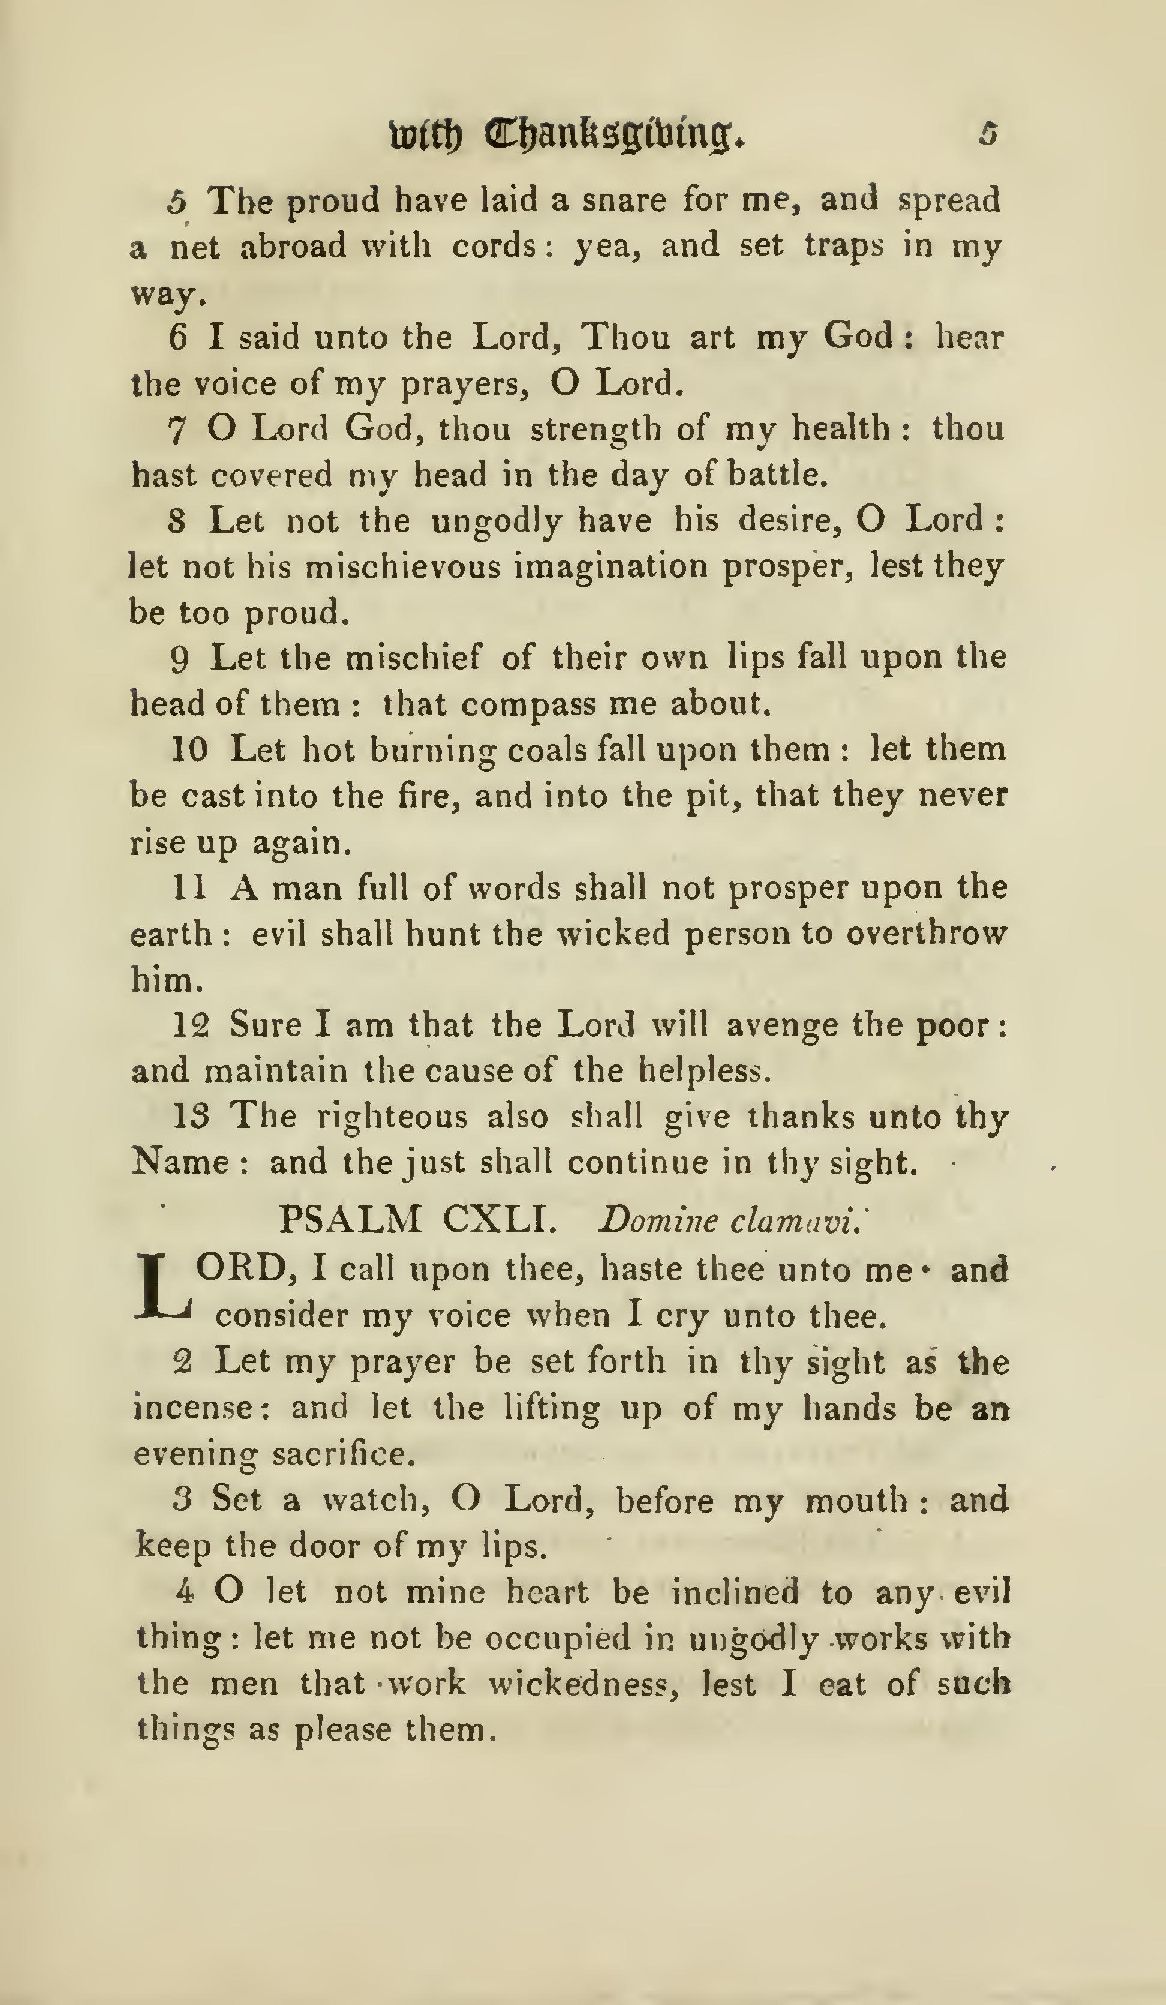 with Thanksgiving. 5
5 The proud have laid a snare for me, and spread
a net abroad with cords : yea, and set traps in my
way.
6 I said unto the Lord, Thou art my God : hear
the voice of my prayers, O Lord.
7 O Lord God, thou strength of my health : thou
hast covered my head in the day of battle.
8 Let not the ungodly have his desire, O Lord :
let not his mischievous imagination prosper, lest they
be too proud.
9 Let the mischief of their own lips fall upon the
head of them : that compass me about.
10 Let hot burning coals fall upon them : let them
be cast into the fire, and into the pit, that they never
rise up again.
11 A man full of words shall not prosper upon the
earth : evil shall hunt the wicked person to overthrow
him.
12 Sure I am that the Lord will avenge the poor :
and maintain the cause of the helpless.
13 The righteous also shall give thanks unto thy
Name : and the just shall continue in thy sight.
PSALM CXLI. Domine clamavi.
LORD, I call upon thee, haste thee unto me : and
consider my voice when I cry unto thee.
2 Let my prayer be set forth in thy sight as the
incense : and let the lifting up of my hands be an
evening sacrifice.
3 Set a watch, O Lord, before my mouth : and
keep the door of my lips.
4 O let not mine heart be inclined to any evil
thing : let me not be occupied in ungodly works with
the men that work wickedness, lest I eat of such
things as please them.